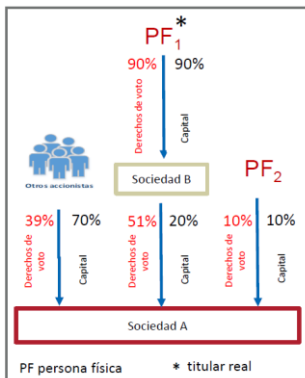 PF1*
90% 90%
Derechos de voto
Capital
Otros accionistas
Sociedad B
PF2
39% 70%
51% 20%
10% 10%
Derechos de voto
Capital
Derechos de voto
Capital
Derechos de voto
Capital
Sociedad A
PF persona física
* titular real